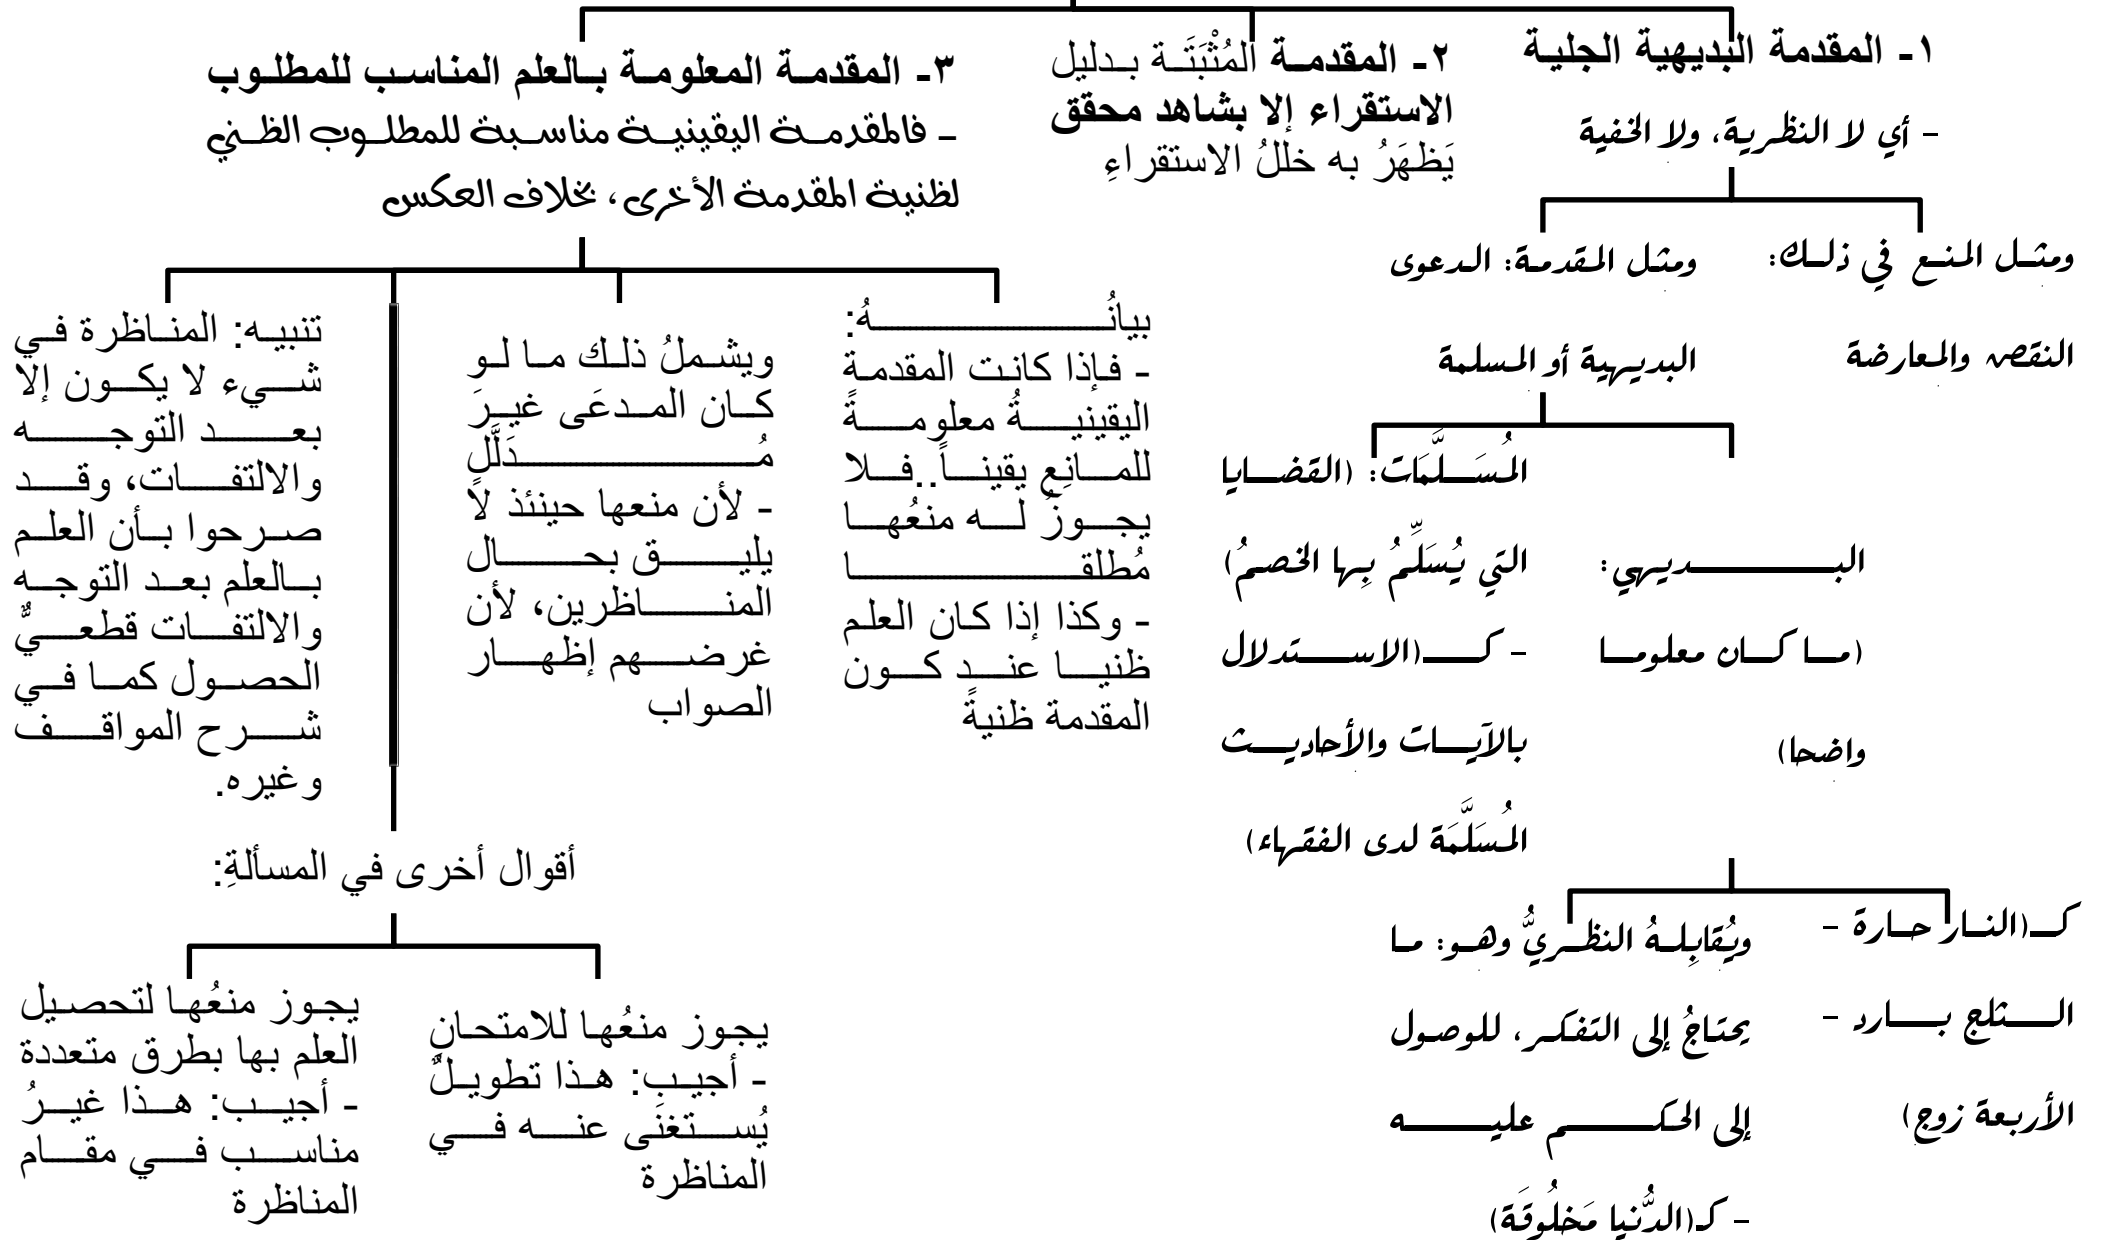 ١- المقدمة البديهية الجلية
- أي لا النظرية، ولا الخفية
ومثل المنع في ذلك:
النقض والمعارضة
ومثل المقدمة: الدعوى
البديهية أو المسلمة
البديهي:
(ما كان معلوما
واضحا)
كـ(النار حارة -
الثلج بارد -
الأربعة زوج)
ويُقابِلهُ النظريُّ وهو: ما
يحتاجُ إلى التفكر، للوصول
إلى الحكم عليه
- كـ(الدُّنيا مَخلُوقَة)
المُسَلَّمَات: (القضايا
التي يُسَلِّمُ بِها الخصمُ)
- كـ(الاستدلال
بالآيات والأحاديث
المُسَلَّمَة لدى الفقهاء)
٢- المقدمة المُثْبَتَة بدليل
الاستقراء إلا بشاهد محقق
يَظهَرُ به خللُ الاستقراءِ
٣- المقدمة المعلومة بالعلم المناسب للمطلوب
- فالمقدمة اليقينية مناسبة للمطلوب الظني
لظنية المقدمة الأخرى، بخلاف العكس
بيانُهُ:
- فإذا كانت المقدمة
اليقينيةُ معلومةً
للمانِعِ يقيناً..فلا
يجوزُ له منعُها
مُطلقا
- وكذا إذا كان العلم
ظنيا عند كون
المقدمة ظنيةً
ويشملُ ذلك ما لو
كان المدعَى غيرَ
مُدَلَّلٍ
- لأن منعها حينئذ لا
يليق بحال
المناظرين، لأن
غرضهم إظهار
الصواب
أقوال أخرى في المسألةِ:
يجوز منعُها للامتحانِ
- أجيب: هذا تطويلٌ
يُستغنَى عنه في
المناظرة
يجوز منعُها لتحصيل
العلم بها بطرق متعددة
- أجيب: هذا غيرُ
مناسب في مقام
المناظرة
تنبيه: المناظرة في
شيء لا يكون إلا
بعد التوجه
والالتفات، وقد
صرحوا بأن العلم
بالعلم بعد التوجه
والالتفات قطعيٌّ
الحصول كما في
شرح المواقف
وغيره.